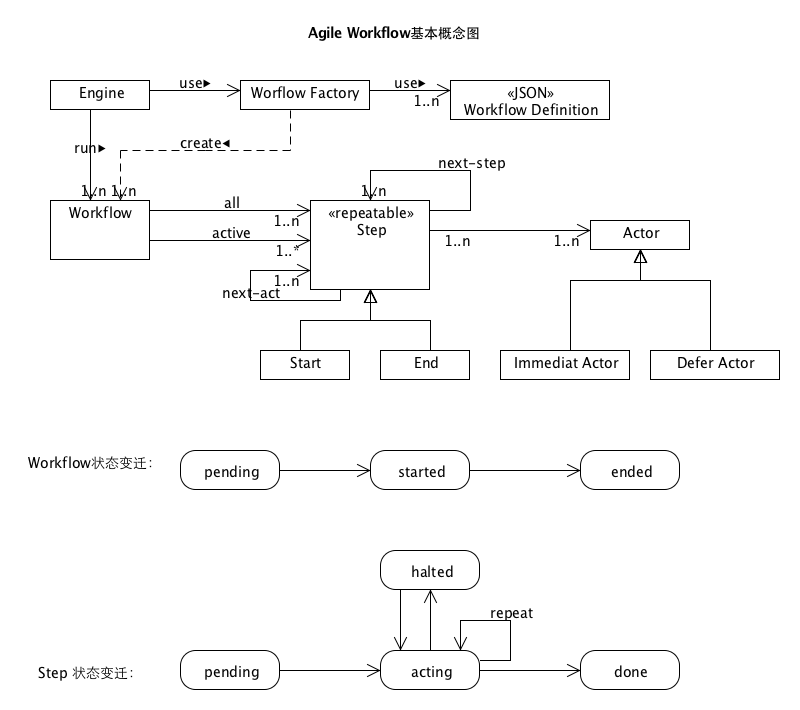 Agile Workflow基本概念图
Engine
use▶
Worflow Factory
use▶
1..n
«JSON»
Workflow Definition
run▶
create◀
1..n
1..n
next-step
1..n
Workflow
all
1..n
active
1..*
«repeatable»
Step
1..n
next-act
1..n
1..n
Actor
Start
End
Immediat Actor
Defer Actor
Workflow状态变迁：
pending
started
ended
halted
repeat
Step 状态变迁：
pending
acting
done